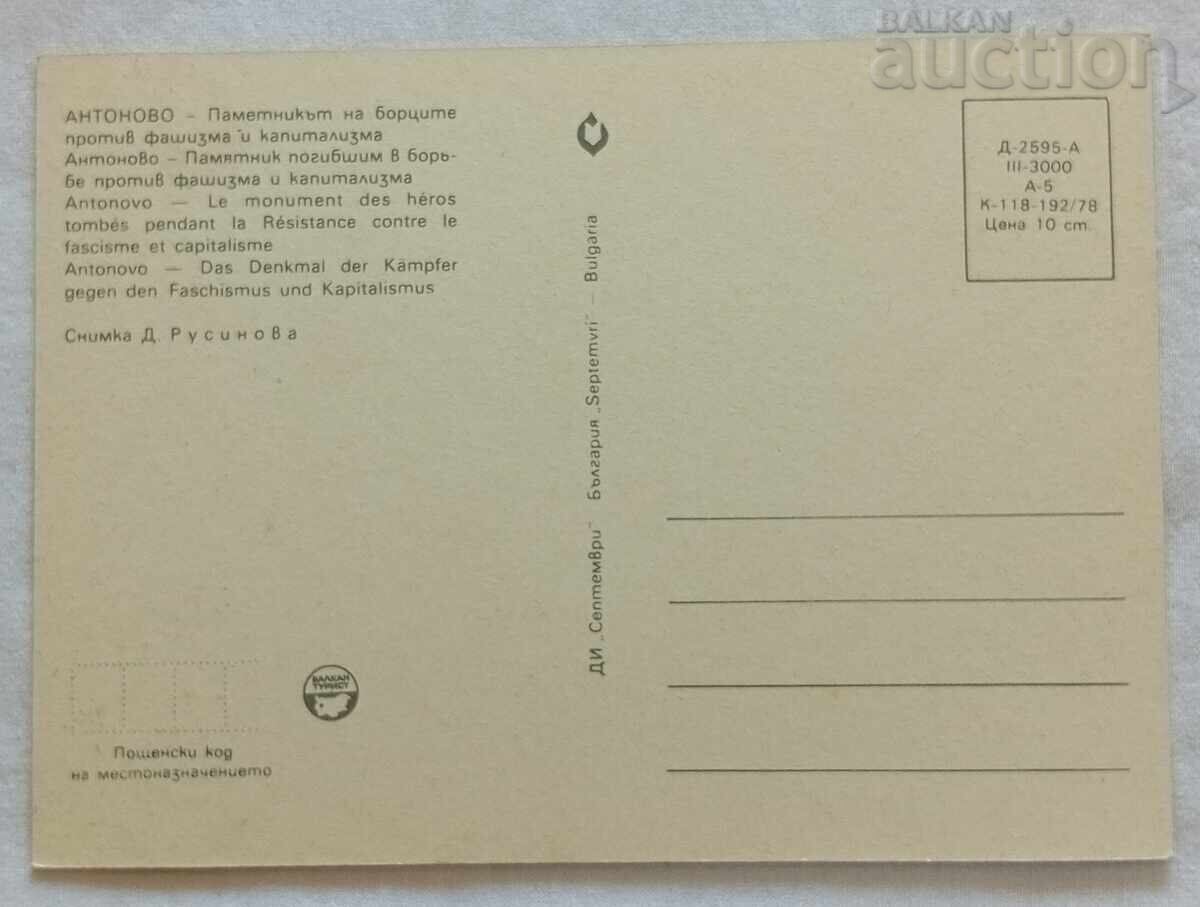 BALKAN
auction
АНТОНОВО – Паметникът на борците
против фашизма и капитализма
Антоново – Памятник погибшим в борь-
бе против фашизма и капитализма
Antonovo — Le monument des héros
tombés pendant la Résistance contre le
fascisme et capitalisme
Antonovo — Das Denkmal der Kämpfer
gegen den Faschismus und Kapitalismus
Снимка Д. Русинова
ДИ „Септември" България „Septemvri" — Bulgaria
Д-2595-А
III-3000
А-5
К-118-192/78
Цена 10 ст.
БАЛКАН
ТУРИСТ
Пощенски код
на местоназначението